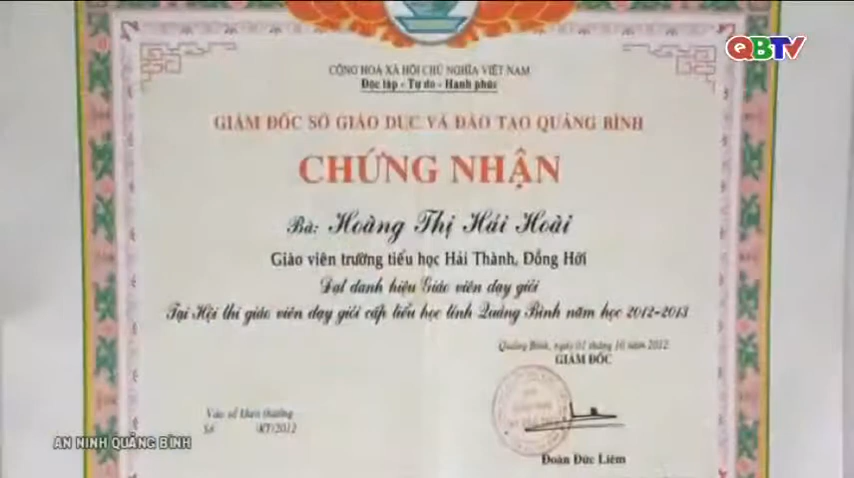 QBTV
CỘNG HOÀ XÃ HỘI CHỦ NGHĨA VIỆT NAM
Độc lập - Tự do - Hạnh phúc
GIÁM ĐỐC SỞ GIÁO DỤC VÀ ĐÀO TẠO QUẢNG BÌNH
CHỨNG NHẬN
Bà: Hoàng Thị Hải Hoài
Giáo viên trường tiểu học Hải Thành, Đồng Hới
Đạt danh hiệu Giáo viên dạy giỏi
Tại Hội thi giáo viên dạy giỏi cấp tiểu học tỉnh Quảng Bình năm học 2012-2013
Quảng Bình, ngày 01 tháng 10 năm 2012
GIÁM ĐỐC
Vào sổ khen thưởng
Số /KT/2012
Đoàn Đức Liêm
AN NINH QUẢNG BÌNH